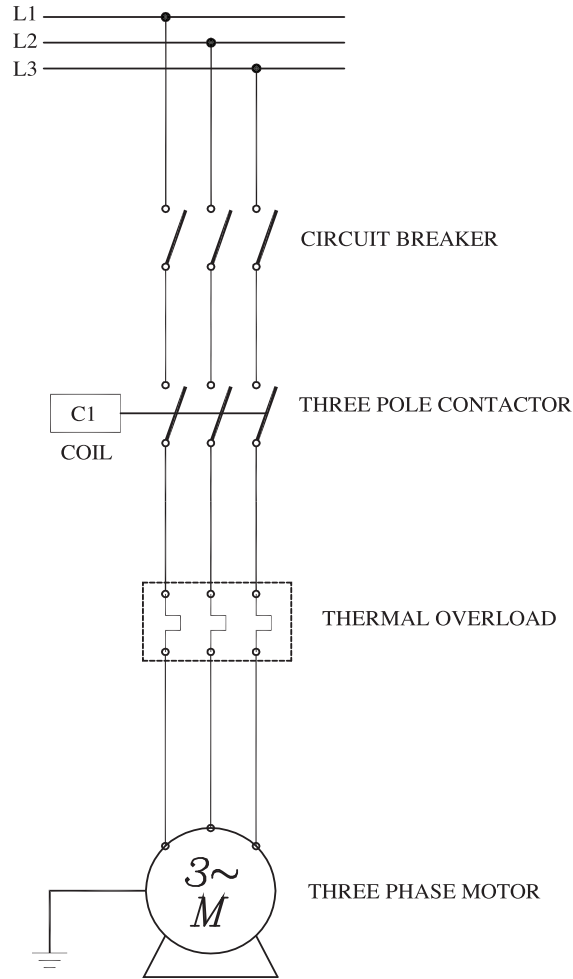 L1
L2
L3
CIRCUIT BREAKER
C1
THREE POLE CONTACTOR
COIL
THERMAL OVERLOAD
3~
M
THREE PHASE MOTOR